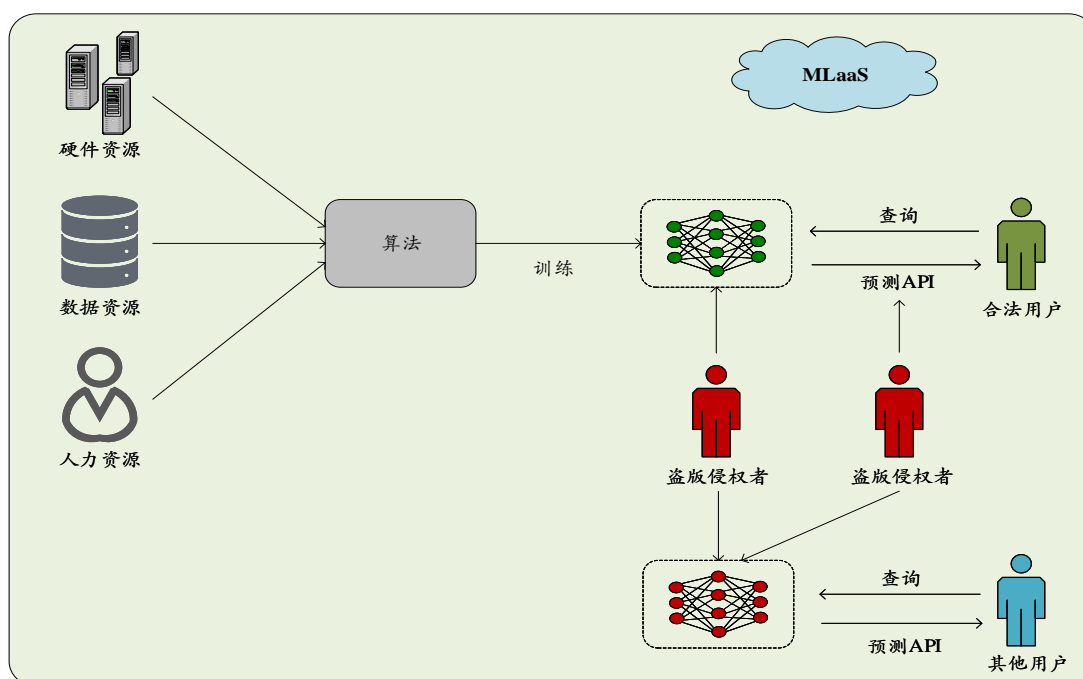 MLaaS
硬件资源
数据资源
人力资源
算法
训练
查询
预测API
合法用户
盗版侵权者
盗版侵权者
查询
预测API
其他用户